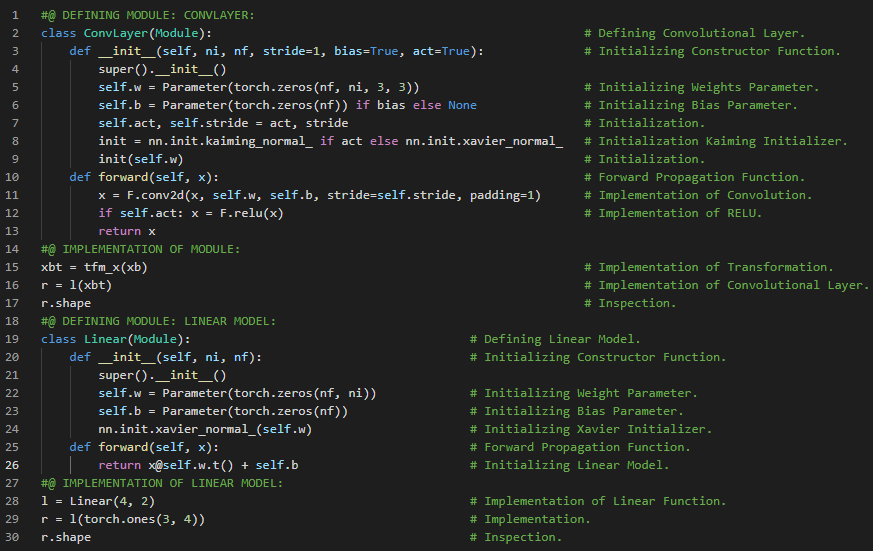 1 #@ DEFINING MODULE: CONVLAYER:
2 class ConvLayer(Module): # Defining Convolutional Layer.
3 def __init__(self, ni, nf, stride=1, bias=True, act=True): # Initializing Constructor Function.
4 super().__init__()
5 self.w = Parameter(torch.zeros(nf, ni, 3, 3)) # Initializing Weights Parameter.
6 self.b = Parameter(torch.zeros(nf)) if bias else None # Initializing Bias Parameter.
7 self.act, self.stride = act, stride # Initialization.
8 init = nn.init.kaiming_normal_ if act else nn.init.xavier_normal_ # Initialization Kaiming Initializer.
9 init(self.w) # Initialization.
10 def forward(self, x): # Forward Propagation Function.
11 x = F.conv2d(x, self.w, self.b, stride=self.stride, padding=1) # Implementation of Convolution.
12 if self.act: x = F.relu(x) # Implementation of RELU.
13 return x
14 #@ IMPLEMENTATION OF MODULE:
15 xbt = tfm_x(xb) # Implementation of Transformation.
16 r = l(xbt) # Implementation of Convolutional Layer.
17 r.shape # Inspection.
18 #@ DEFINING MODULE: LINEAR MODEL:
19 class Linear(Module): # Defining Linear Model.
20 def __init__(self, ni, nf): # Initializing Constructor Function.
21 super().__init__()
22 self.w = Parameter(torch.zeros(nf, ni)) # Initializing Weight Parameter.
23 self.b = Parameter(torch.zeros(nf)) # Initializing Bias Parameter.
24 nn.init.xavier_normal_(self.w) # Initializing Xavier Initializer.
25 def forward(self, x): # Forward Propagation Function.
26 return x@self.w.t() + self.b # Initializing Linear Model.
27 #@ IMPLEMENTATION OF LINEAR MODEL:
28 l = Linear(4, 2) # Implementation of Linear Function.
29 r = l(torch.ones(3, 4)) # Implementation.
30 r.shape # Inspection.